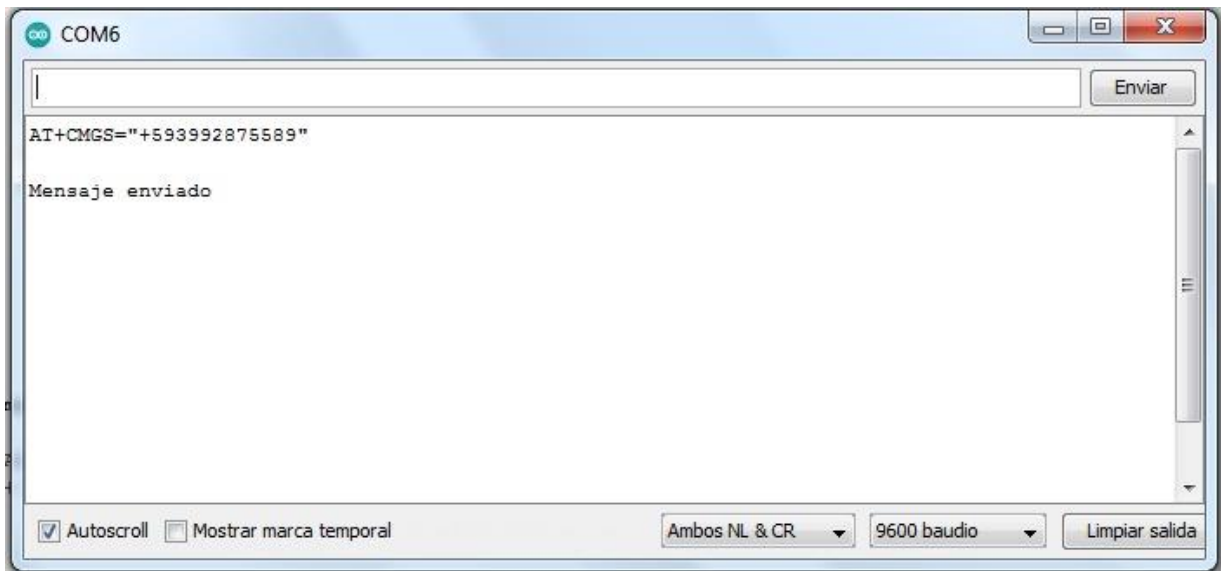 COM6
Enviar
AT+CMGS="+593992875589"
Mensaje enviado
Autoscroll Mostrar marca temporal Ambos NL & CR 9600 baudio Limpiar salida